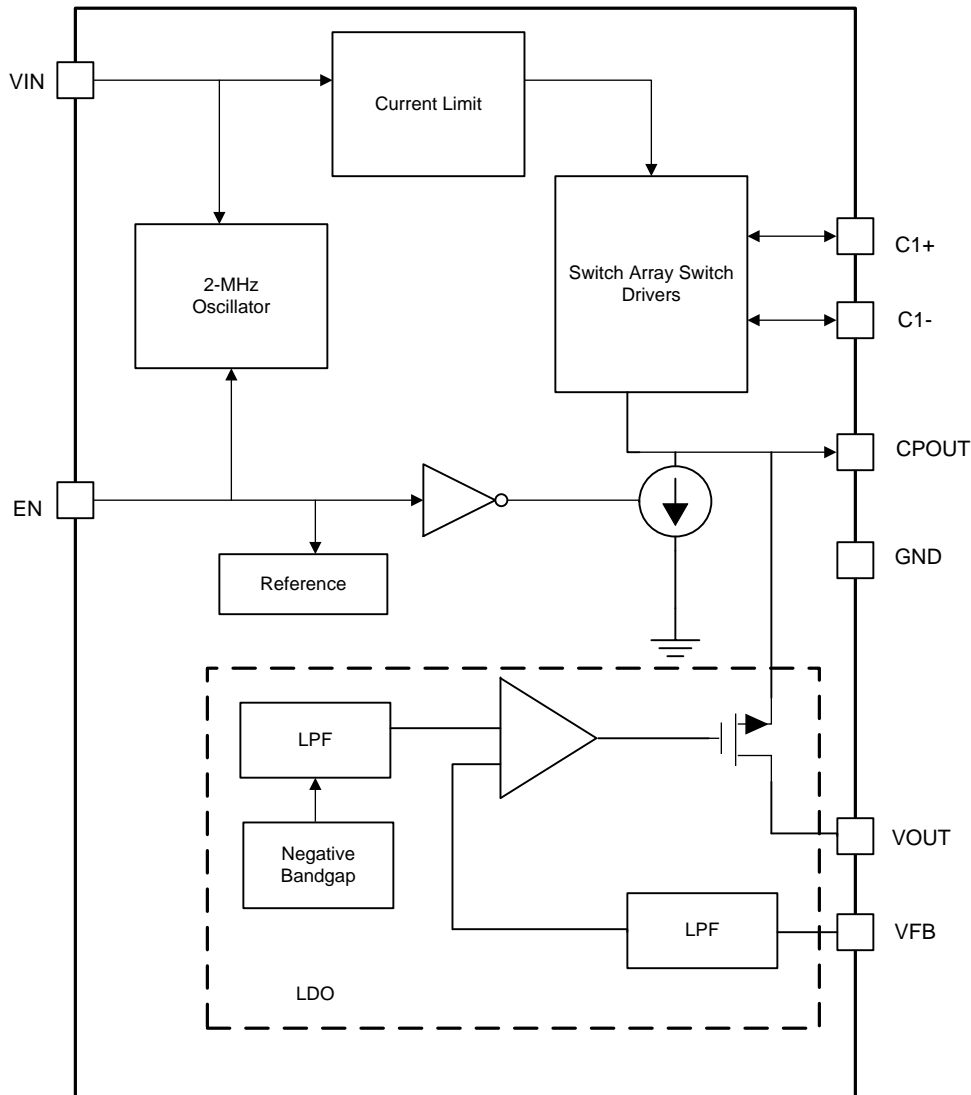 VIN
Current Limit
2-MHz
Oscillator
Switch Array Switch
Drivers
C1+
C1-
CPOUT
EN
Reference
GND
LPF
Negative
Bandgap
LPF
LDO
VOUT
VFB